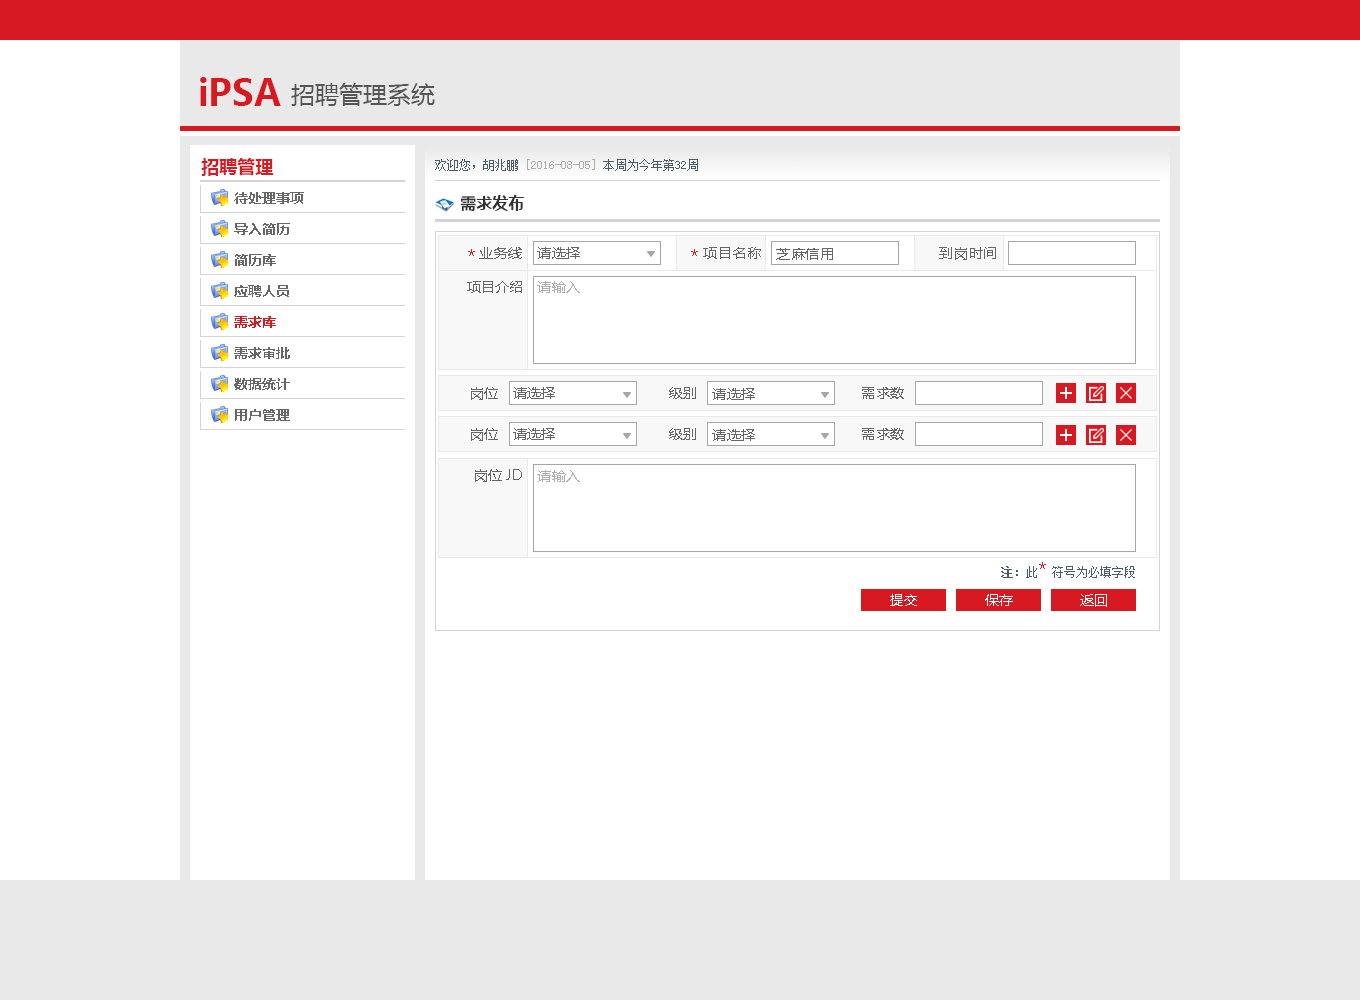 iPSA 招聘管理系统
招聘管理
待处理事项
导入简历
简历库
应聘人员
需求库
需求审批
数据统计
用户管理
欢迎您，胡兆鹏 [2016-08-05] 本周为今年第32周
需求发布
* 业务线 请选择 * 项目名称 芝麻信用 到岗时间
项目介绍 请输入
岗位 请选择 级别 请选择 需求数
岗位 请选择 级别 请选择 需求数
岗位 JD 请输入
注：此* 符号为必填字段
提交 保存 返回